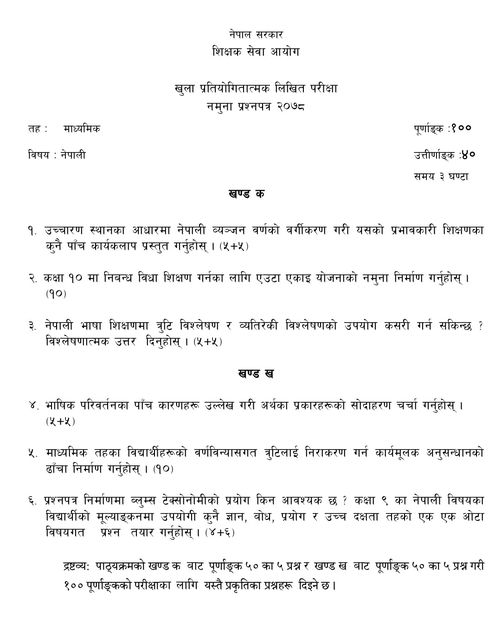 नेपाल सरकार
शिक्षक सेवा आयोग
खुला प्रतियोगितात्मक लिखित परीक्षा
नमुना प्रश्नपत्र २०७८
तह : माध्यमिक
पूर्णाङ्क :१००
विषय : नेपाली
उत्तीर्णाङ्क :४०
समय ३ घण्टा
खण्ड क
१. उच्चारण स्थानका आधारमा नेपाली व्यञ्जन वर्णको वर्गीकरण गरी यसको प्रभावकारी शिक्षणका
कुनै पाँच कार्यकलाप प्रस्तुत गर्नुहोस् । (५+५)
२. कक्षा १० मा निबन्ध विधा शिक्षण गर्नका लागि एउटा एकाइ योजनाको नमुना निर्माण गर्नुहोस् ।
(१०)
३. नेपाली भाषा शिक्षणमा त्रुटि विश्लेषण र व्यतिरेकी विश्लेषणको उपयोग कसरी गर्न सकिन्छ ?
विश्लेषणात्मक उत्तर दिनुहोस् । (५+५)
खण्ड ख
४. भाषिक परिवर्तनका पाँच कारणहरू उल्लेख गरी अर्थका प्रकारहरूको सोदाहरण चर्चा गर्नुहोस् ।
(५+५)
५. माध्यमिक तहका विद्यार्थीहरूको वर्णविन्यासगत त्रुटिलाई निराकरण गर्न कार्यमूलक अनुसन्धानको
ढाँचा निर्माण गर्नुहोस् । (१०)
६. प्रश्नपत्र निर्माणमा ब्लुम्स टेक्सोनोमीको प्रयोग किन आवश्यक छ ? कक्षा ९ का नेपाली विषयका
विद्यार्थीको मूल्याङ्कनमा उपयोगी कुनै ज्ञान, बोध, प्रयोग र उच्च दक्षता तहको एक एक ओटा
विषयगत प्रश्न तयार गर्नुहोस् । (४+६)
द्रष्टव्य: पाठ्यक्रमको खण्ड क बाट पूर्णाङ्क ५० का ५ प्रश्न र खण्ड ख बाट पूर्णाङ्क ५० का ५ प्रश्न गरी
१०० पूर्णाङ्कको परीक्षाका लागि यस्तै प्रकृतिका प्रश्नहरू दिइने छ ।